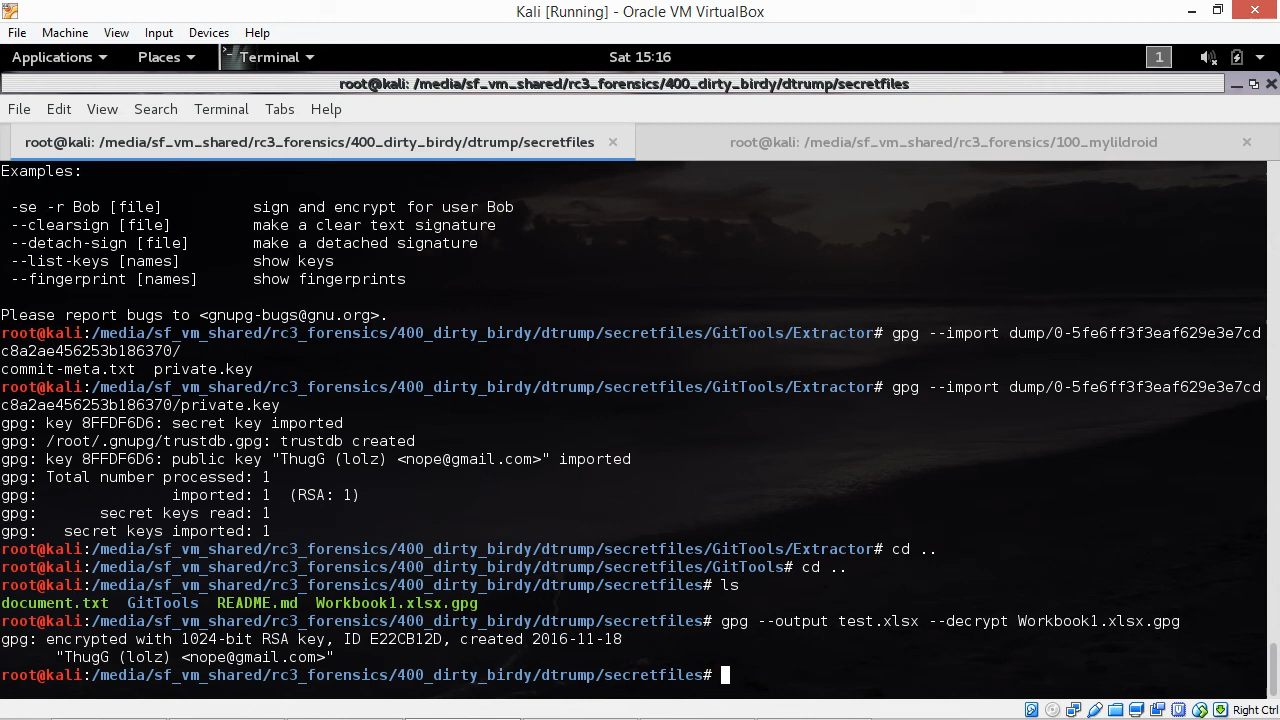 Kali [Running] - Oracle VM VirtualBox
File Machine View Input Devices Help
Applications Places Terminal Sat 15:16 1
root@kali: /media/sf_vm_shared/rc3_forensics/400_dirty_birdy/dtrump/secretfiles
File Edit View Search Terminal Tabs Help
root@kali: /media/sf_vm_shared/rc3_forensics/400_dirty_birdy/dtrump/secretfiles × root@kali: /media/sf_vm_shared/rc3_forensics/100_mylildroid ×
Examples:
-se -r Bob [file] sign and encrypt for user Bob
--clearsign [file] make a clear text signature
--detach-sign [file] make a detached signature
--list-keys [names] show keys
--fingerprint [names] show fingerprints
Please report bugs to <gnupg-bugs@gnu.org>.
root@kali:/media/sf_vm_shared/rc3_forensics/400_dirty_birdy/dtrump/secretfiles/GitTools/Extractor# gpg --import dump/0-5fe6ff3f3eaf629e3e7cd
c8a2ae456253b186370/
commit-meta.txt private.key
root@kali:/media/sf_vm_shared/rc3_forensics/400_dirty_birdy/dtrump/secretfiles/GitTools/Extractor# gpg --import dump/0-5fe6ff3f3eaf629e3e7cd
c8a2ae456253b186370/private.key
gpg: key 8FFDF6D6: secret key imported
gpg: /root/.gnupg/trustdb.gpg: trustdb created
gpg: key 8FFDF6D6: public key "ThugG (lolz) <nope@gmail.com>" imported
gpg: Total number processed: 1
gpg: imported: 1 (RSA: 1)
gpg: secret keys read: 1
gpg: secret keys imported: 1
root@kali:/media/sf_vm_shared/rc3_forensics/400_dirty_birdy/dtrump/secretfiles/GitTools/Extractor# cd ..
root@kali:/media/sf_vm_shared/rc3_forensics/400_dirty_birdy/dtrump/secretfiles/GitTools# cd ..
root@kali:/media/sf_vm_shared/rc3_forensics/400_dirty_birdy/dtrump/secretfiles# ls
document.txt GitTools README.md Workbook1.xlsx.gpg
root@kali:/media/sf_vm_shared/rc3_forensics/400_dirty_birdy/dtrump/secretfiles# gpg --output test.xlsx --decrypt Workbook1.xlsx.gpg
gpg: encrypted with 1024-bit RSA key, ID E22CB12D, created 2016-11-18
"ThugG (lolz) <nope@gmail.com>"
root@kali:/media/sf_vm_shared/rc3_forensics/400_dirty_birdy/dtrump/secretfiles#
Right Ctrl